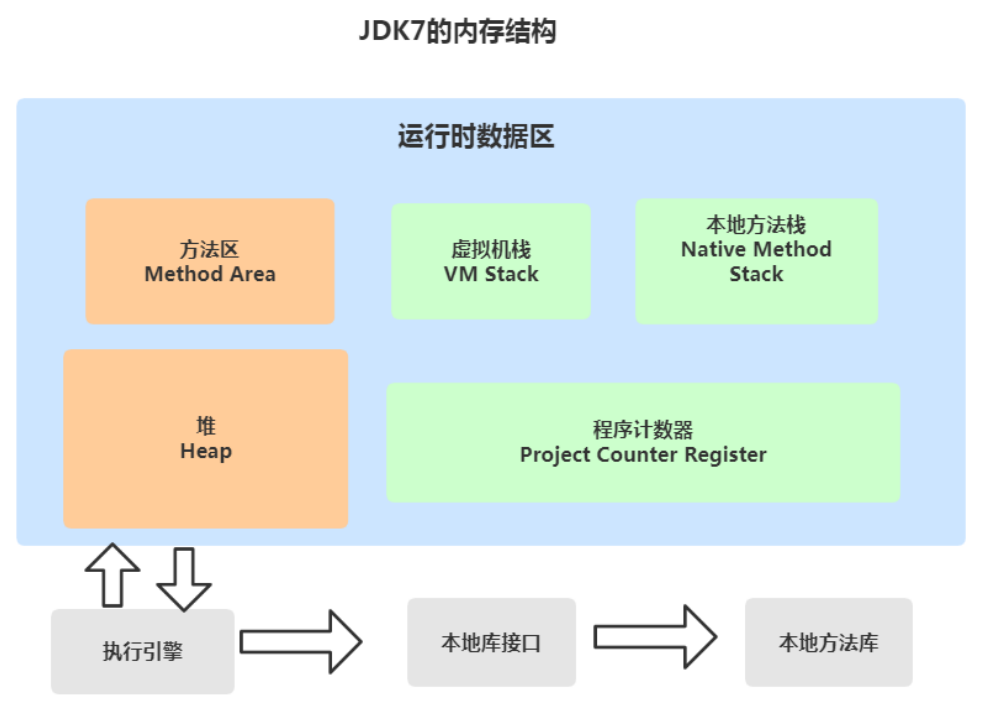 JDK7的内存结构
运行时数据区
方法区
Method Area
虚拟机栈
VM Stack
本地方法栈
Native Method
Stack
堆
Heap
程序计数器
Project Counter Register
执行引擎
本地库接口
本地方法库